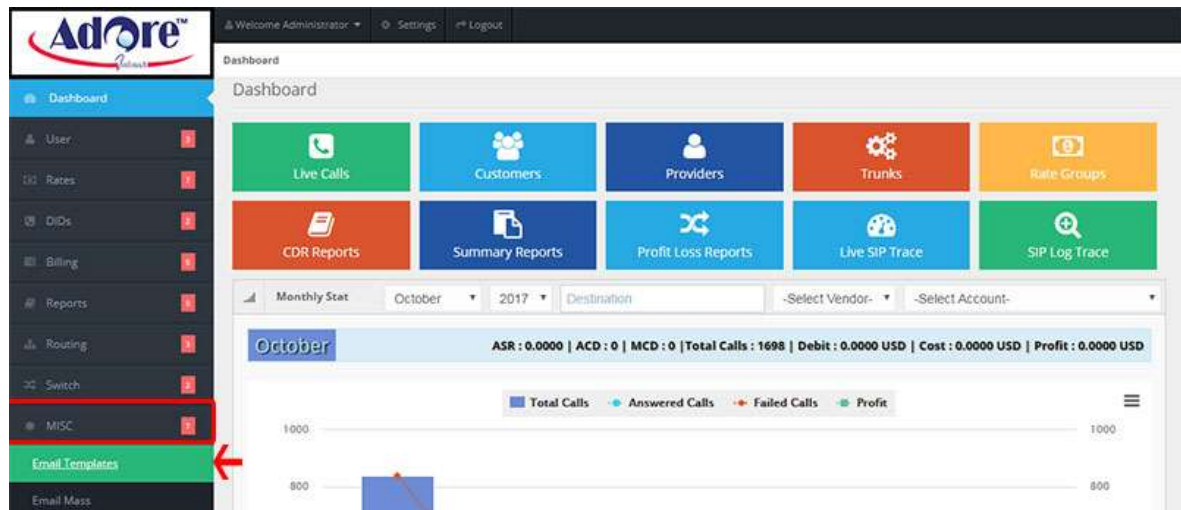 Adore™
Welcome Administrator
Settings
Logout
Dashboard
Dashboard
Dashboard
User
Rates
DIDs
Billing
Reports
Routing
Switch
MISC
Email Templates
Email Mass
Live Calls
Customers
Providers
Trunks
Rate Groups
CDR Reports
Summary Reports
Profit Loss Reports
Live SIP Trace
SIP Log Trace
Monthly Stat
October
2017
Destination
-Select Vendor-
-Select Account-
October
ASR : 0.0000 | ACD : 0 | MCD : 0 |Total Calls : 1698 | Debit : 0.0000 USD | Cost : 0.0000 USD | Profit : 0.0000 USD
Total Calls
Answered Calls
Failed Calls
Profit
1000
1000
800
800